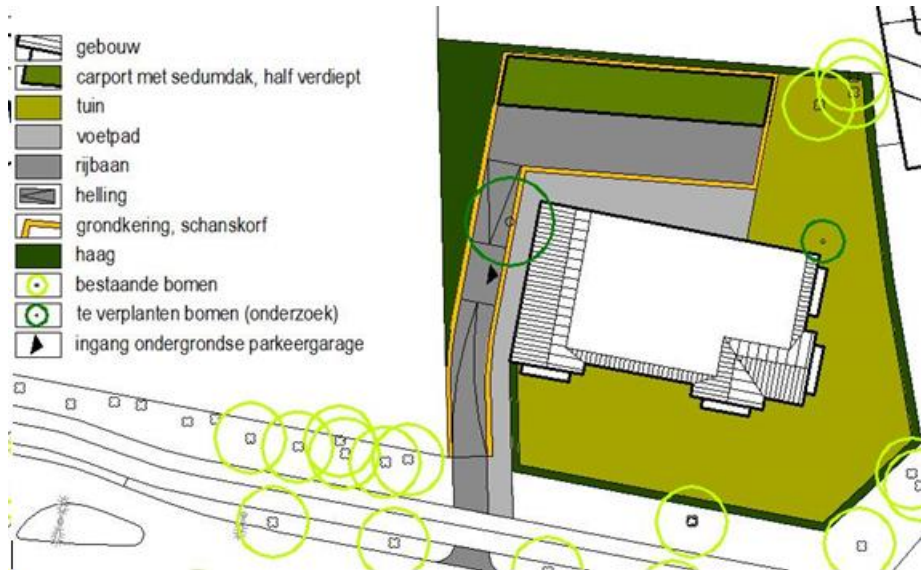 gebouw
carport met sedumdak, half verdiept
tuin
voetpad
rijbaan
helling
grondkering, schanskorf
haag
bestaande bomen
te verplanten bomen (onderzoek)
ingang ondergrondse parkeergarage